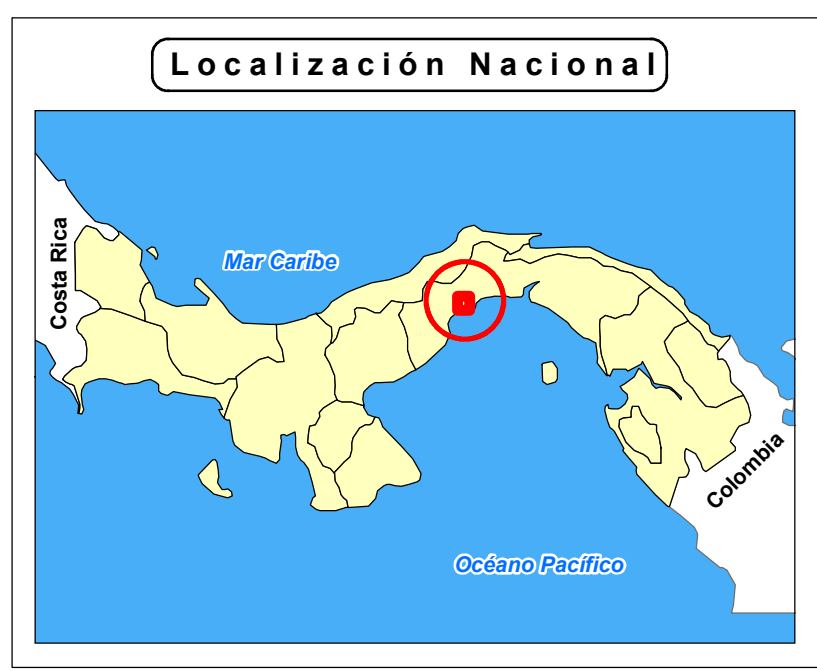 Localización Nacional
Mar Caribe
Costa Rica
Colombia
Océano Pacífico